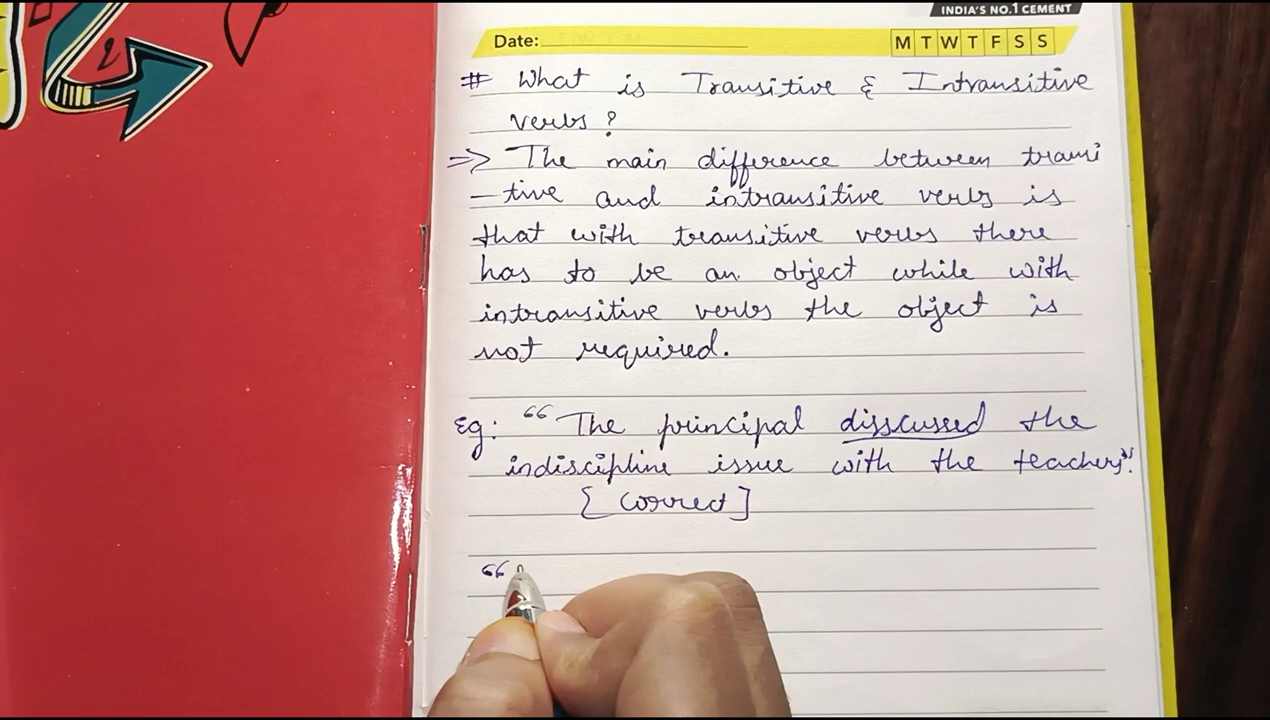 INDIA'S NO.1 CEMENT
Date:
M T W T F S S
# What is Transitive & Intransitive
verbs?
=> The main difference between transi
-tive and intransitive verbs is
that with transitive verbs there
has to be an object while with
intransitive verbs the object is
not required.
Eg: “ The principal disscussed the
indiscipline issue with the teachers”.
[ Correct ]
“